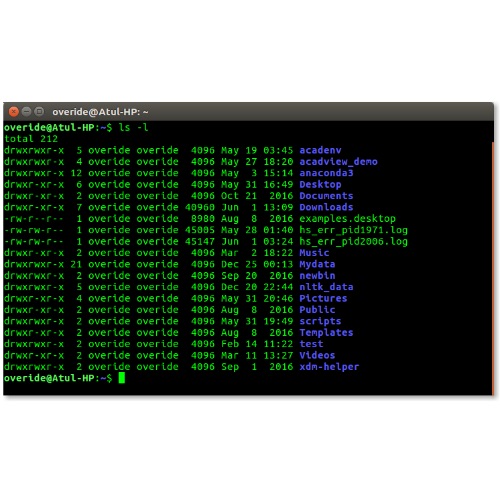 overide@Atul-HP: ~
overide@Atul-HP:~$ ls -l
total 212
drwxrwxr-x  5 overide overide  4096 May 19 03:45 acadenv
drwxrwxr-x  4 overide overide  4096 May 27 18:20 acadview_demo
drwxrwxr-x 12 overide overide  4096 May  3 15:14 anaconda3
drwxr-xr-x  6 overide overide  4096 May 31 16:49 Desktop
drwxr-xr-x  2 overide overide  4096 Oct 21  2016 Documents
drwxr-xr-x  7 overide overide 40960 Jun  1 13:09 Downloads
-rw-r--r--  1 overide overide  8980 Aug  8  2016 examples.desktop
-rw-rw-r--  1 overide overide 45005 May 28 01:40 hs_err_pid1971.log
-rw-rw-r--  1 overide overide 45147 Jun  1 03:24 hs_err_pid2006.log
drwxr-xr-x  2 overide overide  4096 Mar  2 18:22 Music
drwxrwxr-x 21 overide overide  4096 Dec 25 00:13 Mydata
drwxrwxr-x  2 overide overide  4096 Sep 20  2016 newbin
drwxrwxr-x  5 overide overide  4096 Dec 20 22:44 nltk_data
drwxr-xr-x  4 overide overide  4096 May 31 20:46 Pictures
drwxr-xr-x  2 overide overide  4096 Aug  8  2016 Public
drwxrwxr-x  2 overide overide  4096 May 31 19:49 scripts
drwxr-xr-x  2 overide overide  4096 Aug  8  2016 Templates
drwxrwxr-x  2 overide overide  4096 Feb 14 11:22 test
drwxr-xr-x  2 overide overide  4096 Mar 11 13:27 Videos
drwxrwxr-x  2 overide overide  4096 Sep  1  2016 xdm-helper
overide@Atul-HP:~$